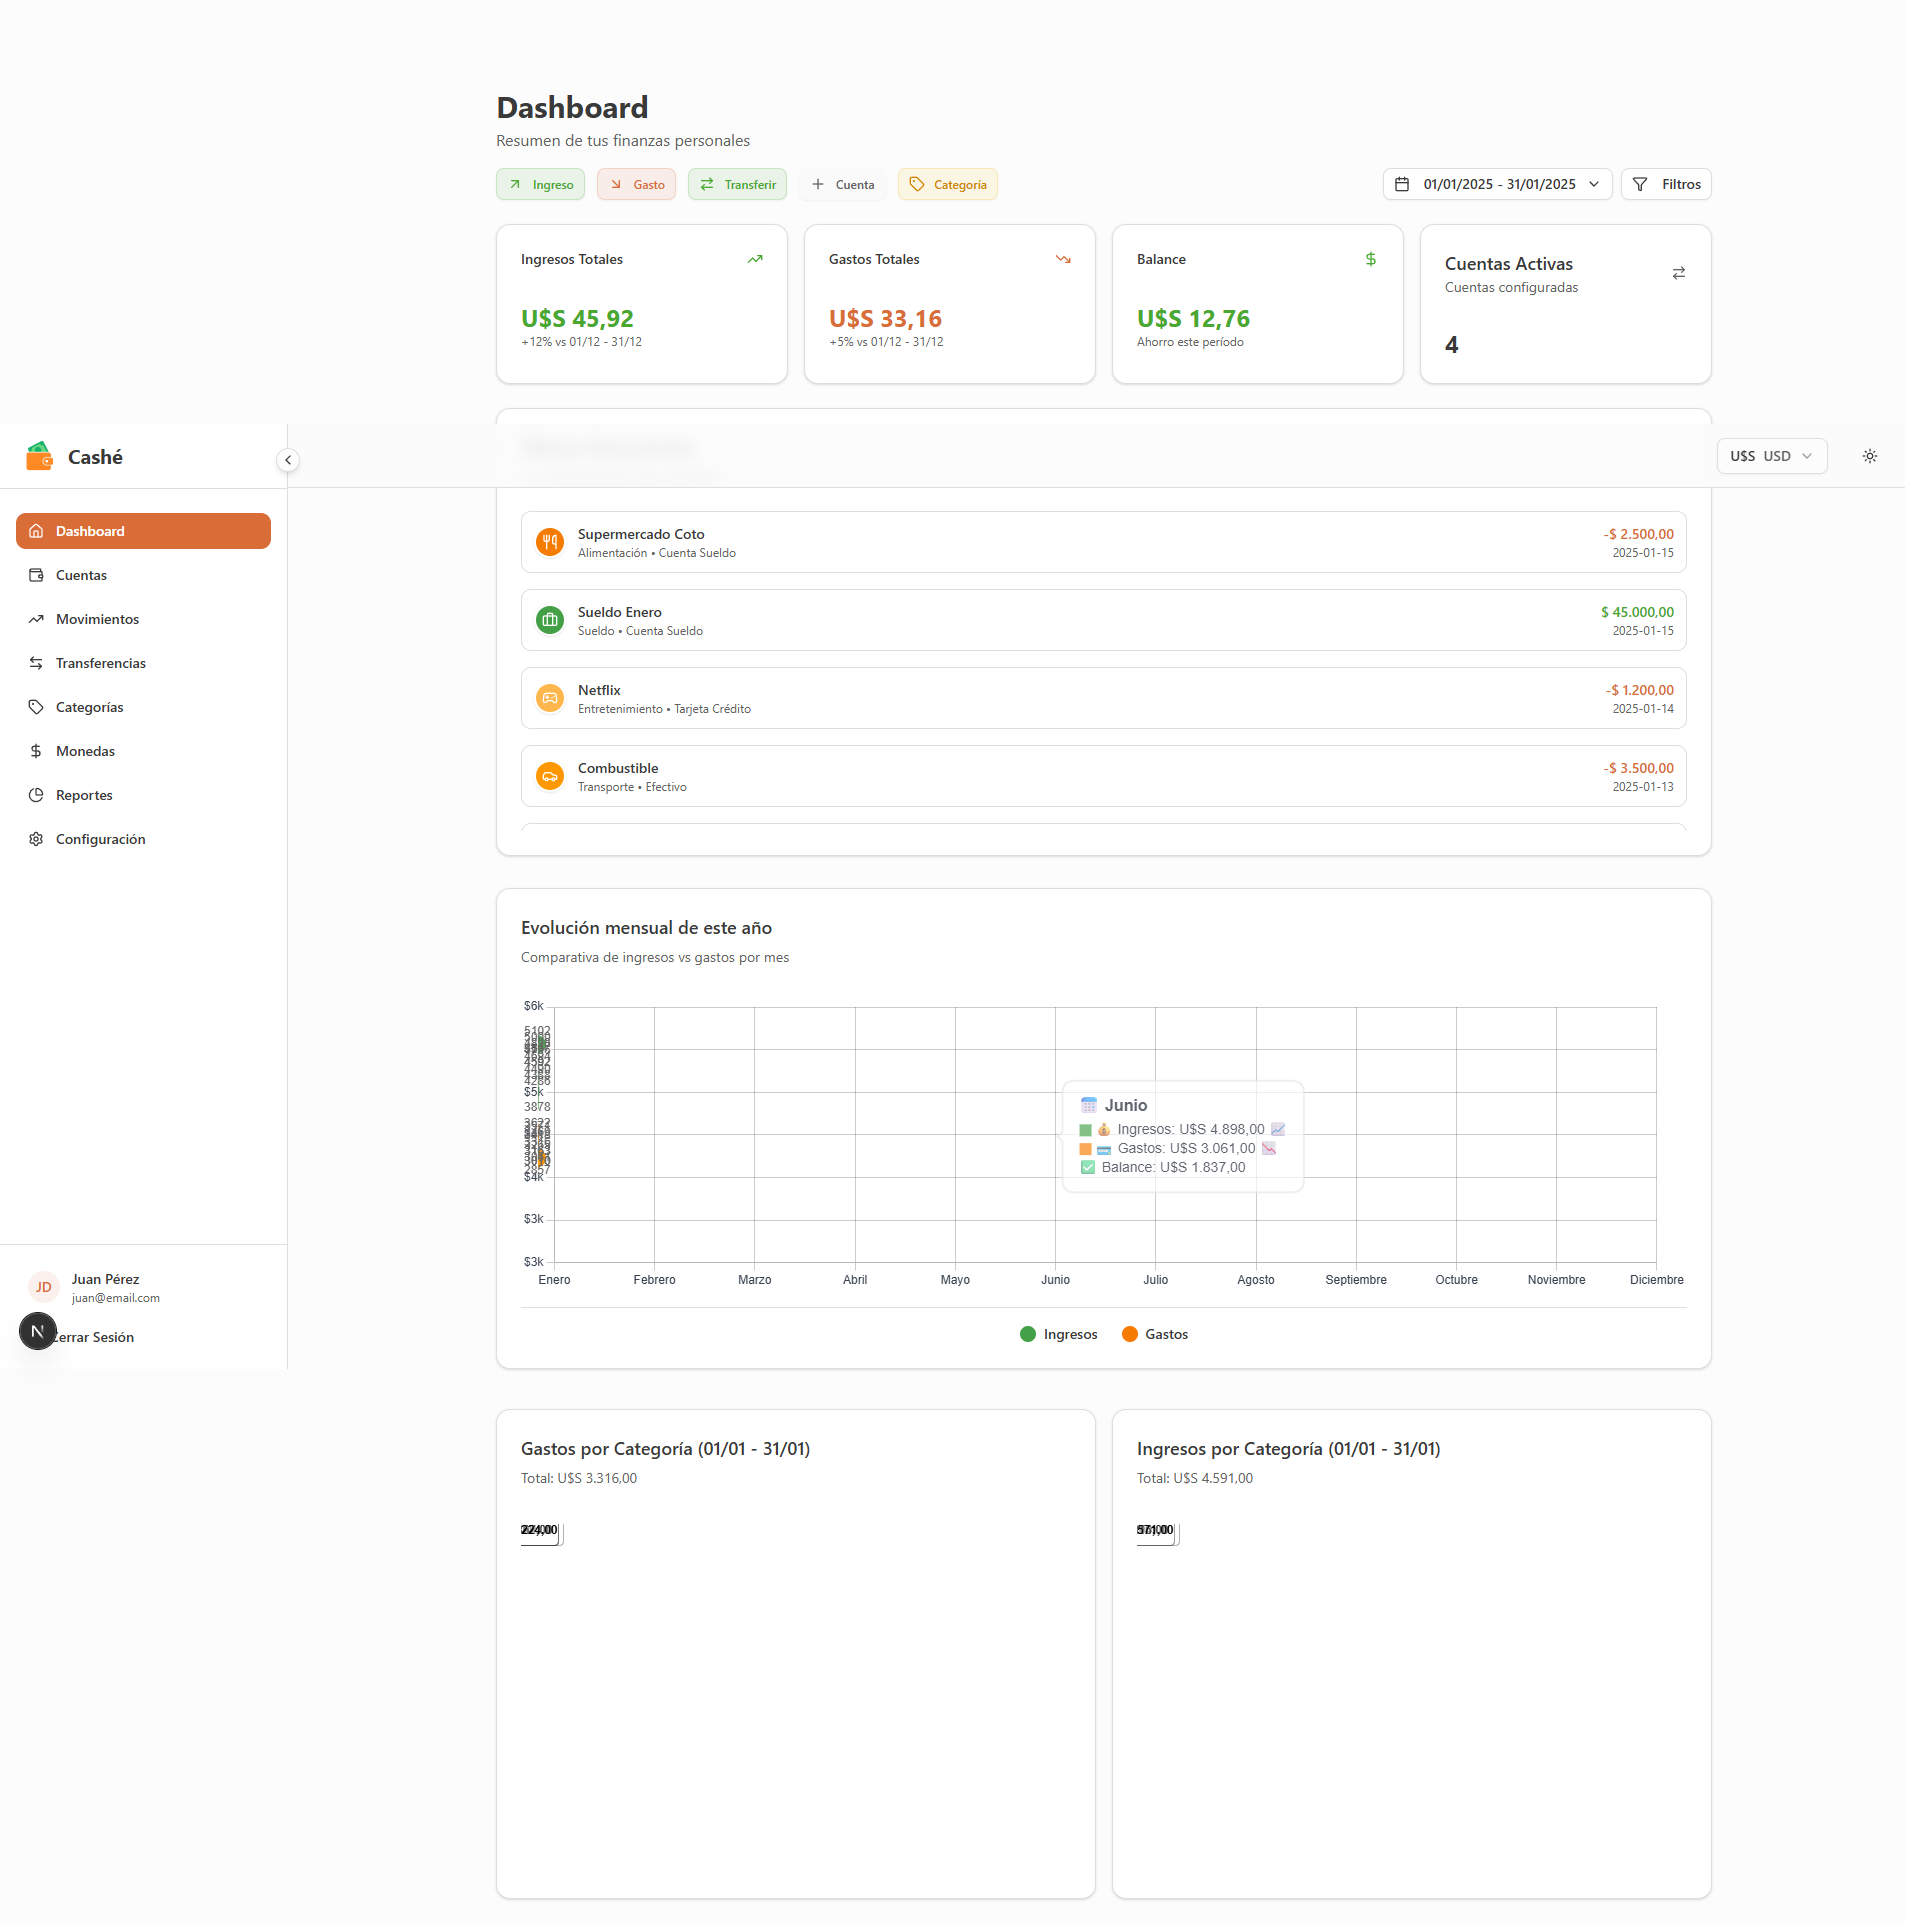 Dashboard
Resumen de tus finanzas personales
Ingreso
Gasto
Transferir
Cuenta
Categoría
01/01/2025 - 31/01/2025
Filtros
Ingresos Totales
U$S 45,92
+12% vs 01/12 - 31/12
Gastos Totales
U$S 33,16
+5% vs 01/12 - 31/12
Balance
$
U$S 12,76
Ahorro este período
Cuentas Activas
Cuentas configuradas
4
Cashé
U$S USD
Dashboard
Cuentas
Movimientos
Transferencias
Categorías
Monedas
Reportes
Configuración
Juan Pérez
JD
juan@email.com
N
Cerrar Sesión
Supermercado Coto
-$ 2.500,00
Alimentación • Cuenta Sueldo
2025-01-15
Sueldo Enero
$ 45.000,00
Sueldo • Cuenta Sueldo
2025-01-15
Netflix
-$ 1.200,00
Entretenimiento • Tarjeta Crédito
2025-01-14
Combustible
-$ 3.500,00
Transporte • Efectivo
2025-01-13
Evolución mensual de este año
Comparativa de ingresos vs gastos por mes
$6k
5102
4592
4286
$5k
3878
2857
$4k
$3k
$3k
Junio
Ingresos: U$S 4.898,00
Gastos: U$S 3.061,00
Balance: U$S 1.837,00
Enero
Febrero
Marzo
Abril
Mayo
Junio
Julio
Agosto
Septiembre
Octubre
Noviembre
Diciembre
Ingresos
Gastos
Gastos por Categoría (01/01 - 31/01)
Total: U$S 3.316,00
224,00
Ingresos por Categoría (01/01 - 31/01)
Total: U$S 4.591,00
571,00